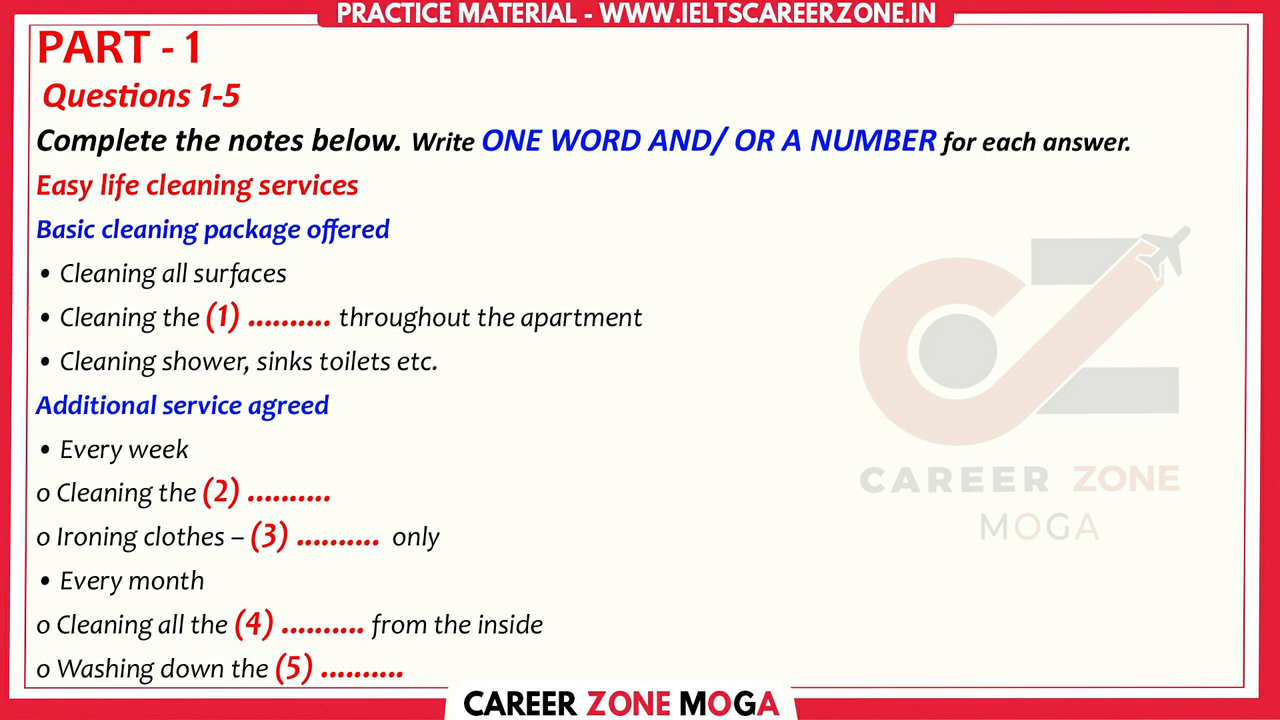 PRACTICE MATERIAL - WWW.IELTSCAREERZONE.IN
PART - 1
Questions 1-5
Complete the notes below. Write ONE WORD AND/ OR A NUMBER for each answer.
Easy life cleaning services
Basic cleaning package offered
• Cleaning all surfaces
• Cleaning the (1) .......... throughout the apartment
• Cleaning shower, sinks toilets etc.
Additional service agreed
• Every week
o Cleaning the (2) ..........
o Ironing clothes – (3) .......... only
• Every month
o Cleaning all the (4) .......... from the inside
o Washing down the (5) ..........
CAREER ZONE
MOGA
CAREER ZONE MOGA